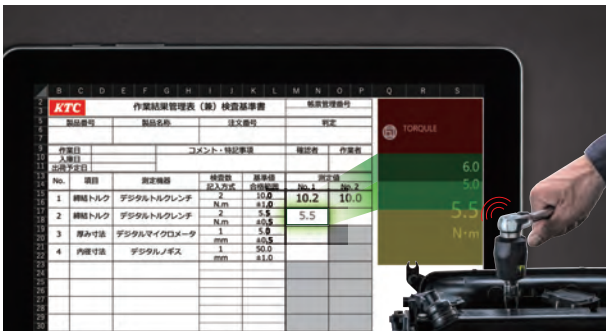 B C D E F G H I J K L M N O P Q R S
KTC 作業結果管理表（兼）検査基準書 帳票管理番号
製品番号 製品名称 注文番号 判定
作業日 コメント・特記事項 確認者 作業者
入庫日
出荷予定日
No. 項目 測定機器 検査数 基準値 測定値
記入方式 合格範囲 No.1 No.2
1 締結トルク デジタルトルクレンチ 2 10.0 10.2 10.0
N.m ±1.0
2 締結トルク デジタルトルクレンチ 2 5.5 5.5
N.m ±0.5
3 厚み寸法 デジタルマイクロメータ 1 5.0
mm ±0.5
4 内径寸法 デジタルノギス 1 50.0
mm ±1.0
TORQULE
6.0
5.0
5.5
N･m